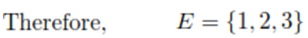 Therefore, E = {1, 2, 3}